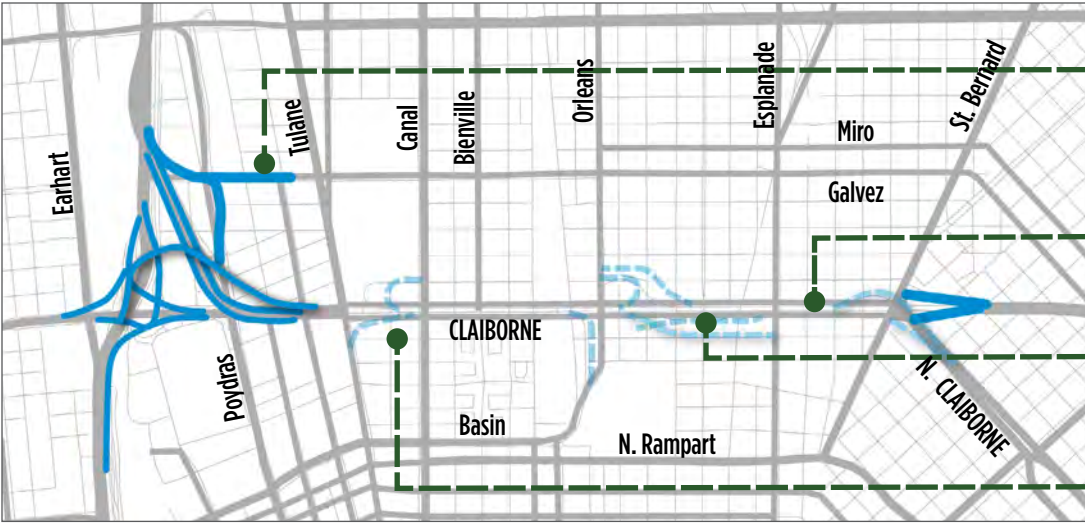 Earhart
Tulane
Canal
Bienville
Orleans
Esplanade
St. Bernard
Miro
Galvez
CLAIBORNE
Poydras
Basin
N. Rampart
N. CLAIBORNE